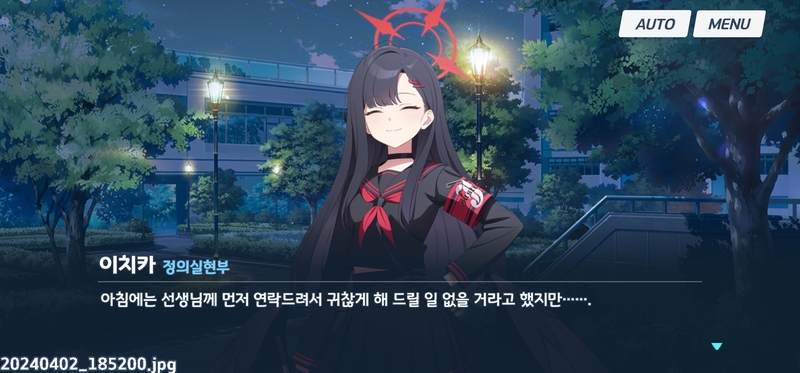 AUTO MENU
이치카 정의실현부
아침에는 선생님께 먼저 연락드려서 귀찮게 해 드릴 일 없을 거라고 했지만…….
20240402_185200.jpg